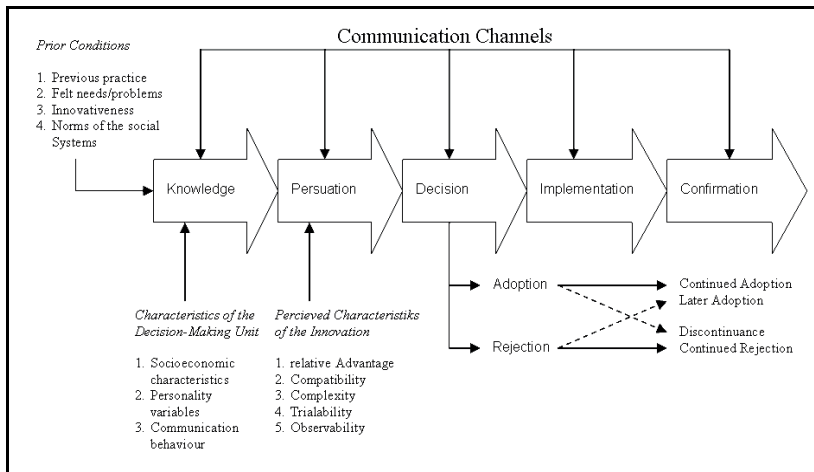 Communication Channels
Prior Conditions
1. Previous practice
2. Felt needs/problems
3. Innovativeness
4. Norms of the social
Systems
Knowledge
Persuation
Decision
Implementation
Confirmation
Adoption
Rejection
Continued Adoption
Later Adoption
Discontinuance
Continued Rejection
Characteristics of the
Decision-Making Unit
1. Socioeconomic
characteristics
2. Personality
variables
3. Communication
behaviour
Percieved Characteristiks
of the Innovation
1. relative Advantage
2. Compatibility
3. Complexity
4. Trialability
5. Observability